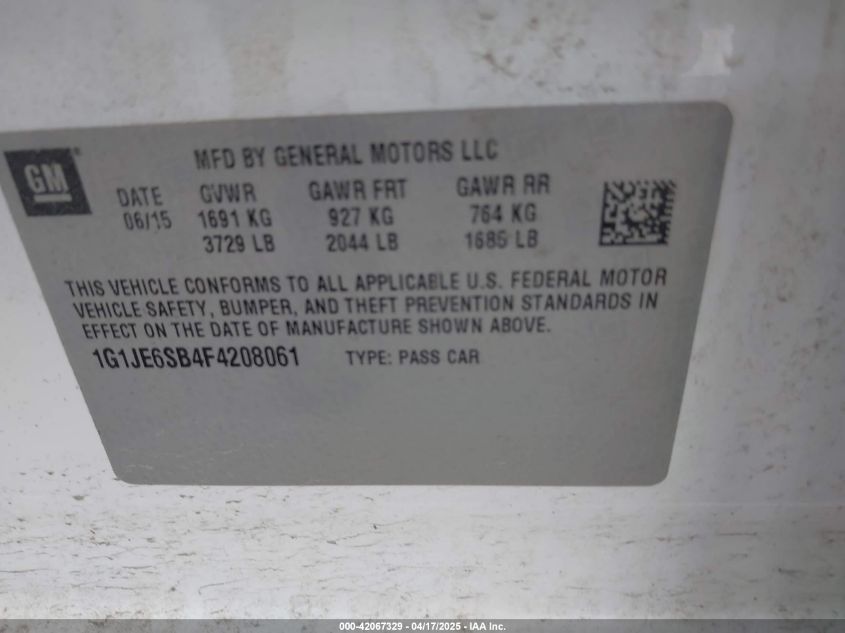 GM®
MFD BY GENERAL MOTORS LLC
DATE GVWR GAWR FRT GAWR RR
06/15 1691 KG 927 KG 764 KG
3729 LB 2044 LB 1685 LB
THIS VEHICLE CONFORMS TO ALL APPLICABLE U.S. FEDERAL MOTOR
VEHICLE SAFETY, BUMPER, AND THEFT PREVENTION STANDARDS IN
EFFECT ON THE DATE OF MANUFACTURE SHOWN ABOVE.
1G1JE6SB4F4208061 TYPE: PASS CAR
000-42067329 - 04/17/2025 - IAA Inc.